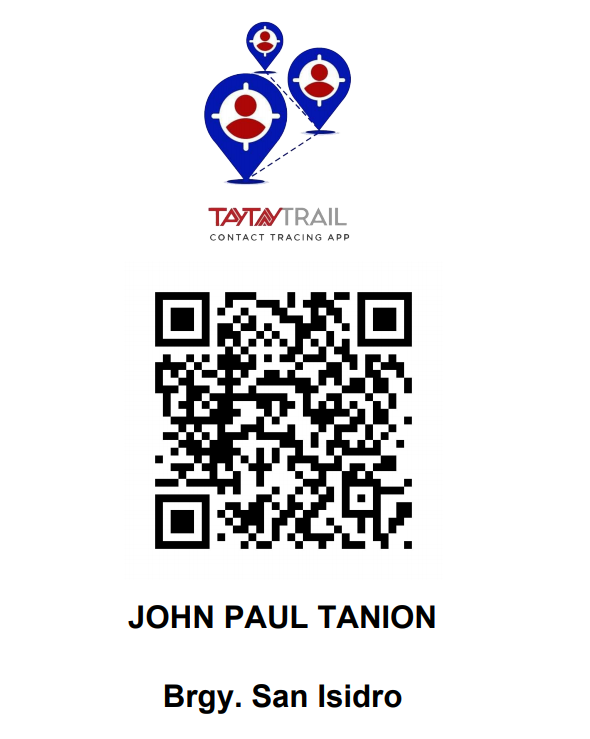 TAYTAYTRAIL
CONTACT TRACING APP
JOHN PAUL TANION
Brgy. San Isidro